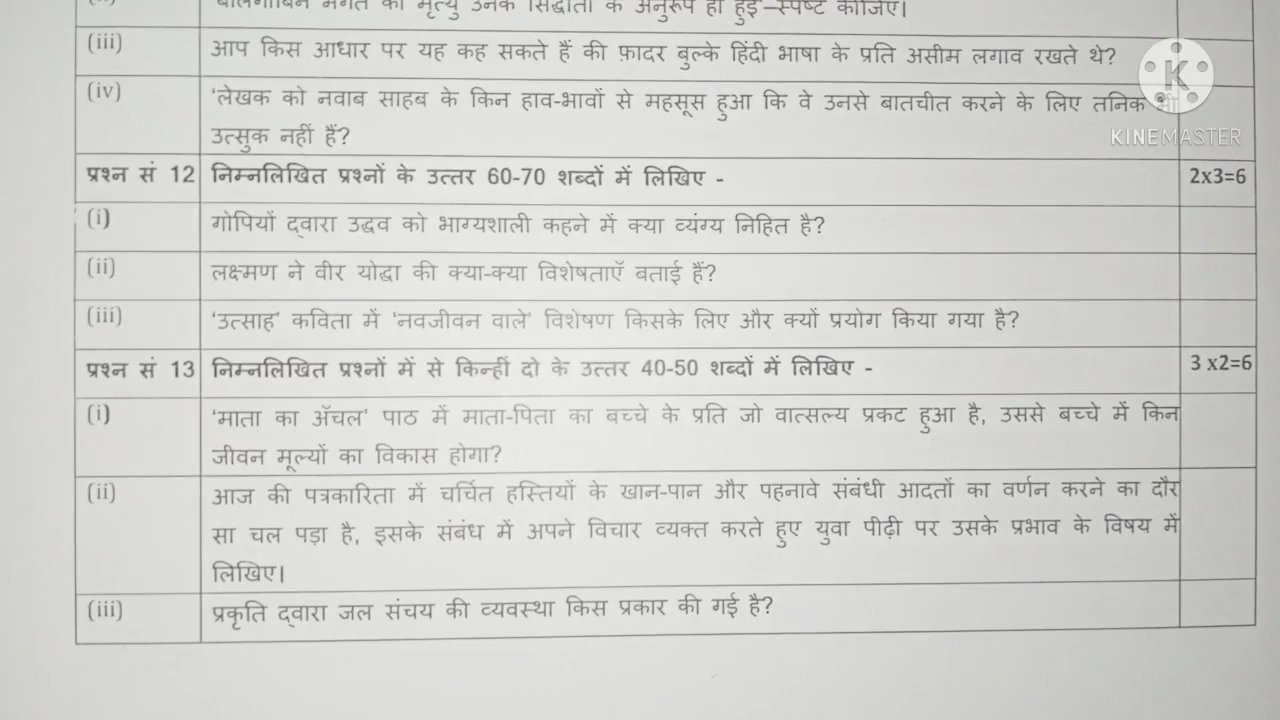 बालगोबिन भगत की मृत्यु उनके सिद्धांतों के अनुरूप ही हुई –स्पष्ट कीजिए।
(iii) आप किस आधार पर यह कह सकते हैं की फ़ादर बुल्के हिंदी भाषा के प्रति असीम लगाव रखते थे?
(iv) 'लेखक को नवाब साहब के किन हाव-भावों से महसूस हुआ कि वे उनसे बातचीत करने के लिए तनिक भी
K
KINEMASTER
उत्सुक नहीं हैं?
प्रश्न सं 12 निम्नलिखित प्रश्नों के उत्तर 60-70 शब्दों में लिखिए - 2x3=6
(i) गोपियों द्वारा उद्धव को भाग्यशाली कहने में क्या व्यंग्य निहित है?
(ii) लक्ष्मण ने वीर योद्धा की क्या-क्या विशेषताएँ बताई हैं?
(iii) 'उत्साह' कविता में 'नवजीवन वाले' विशेषण किसके लिए और क्यों प्रयोग किया गया है?
प्रश्न सं 13 निम्नलिखित प्रश्नों में से किन्हीं दो के उत्तर 40-50 शब्दों में लिखिए - 3 x2=6
(i) 'माता का अँचल' पाठ में माता-पिता का बच्चे के प्रति जो वात्सल्य प्रकट हुआ है, उससे बच्चे में किन
जीवन मूल्यों का विकास होगा?
(ii) आज की पत्रकारिता में चर्चित हस्तियों के खान-पान और पहनावे संबंधी आदतों का वर्णन करने का दौर
सा चल पड़ा है, इसके संबंध में अपने विचार व्यक्त करते हुए युवा पीढ़ी पर उसके प्रभाव के विषय में
लिखिए।
(iii) प्रकृति द्वारा जल संचय की व्यवस्था किस प्रकार की गई है?